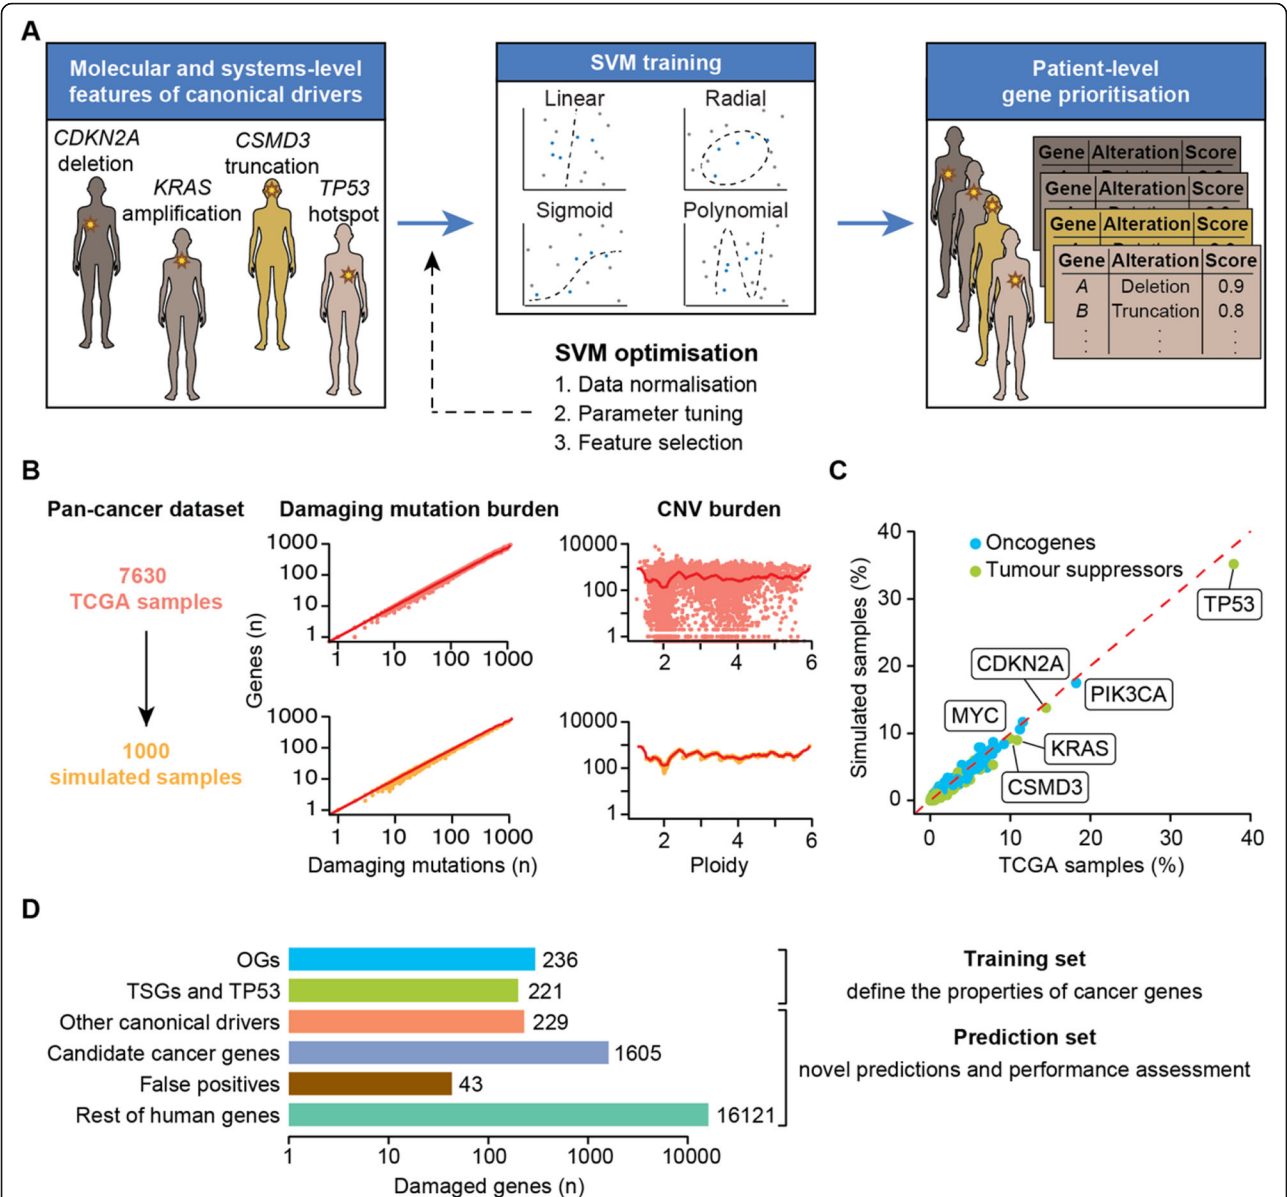 A
Molecular and systems-level
features of canonical drivers
CDKN2A
deletion
KRAS
amplification
CSMD3
truncation
TP53
hotspot
SVM training
Linear
Radial
Sigmoid
Polynomial
SVM optimisation
1. Data normalisation
2. Parameter tuning
3. Feature selection
Patient-level
gene prioritisation
Gene Alteration Score
Gene Alteration Score
Gene Alteration Score
Gene Alteration Score
A Deletion 0.9
B Truncation 0.8
B
Pan-cancer dataset
7630
TCGA samples
1000
simulated samples
Damaging mutation burden
Genes (n)
1000
100
10
1
1 10 100 1000
1000
100
10
1
1 10 100 1000
Damaging mutations (n)
CNV burden
10000
100
1
2 4 6
10000
100
1
2 4 6
Ploidy
C
Simulated samples (%)
40
30
20
10
0
Oncogenes
Tumour suppressors
TP53
CDKN2A
PIK3CA
MYC
KRAS
CSMD3
0 10 20 30 40
TCGA samples (%)
D
OGs 236
TSGs and TP53 221
Other canonical drivers 229
Candidate cancer genes 1605
False positives 43
Rest of human genes 16121
1 10 100 1000 10000
Damaged genes (n)
Training set
define the properties of cancer genes
Prediction set
novel predictions and performance assessment